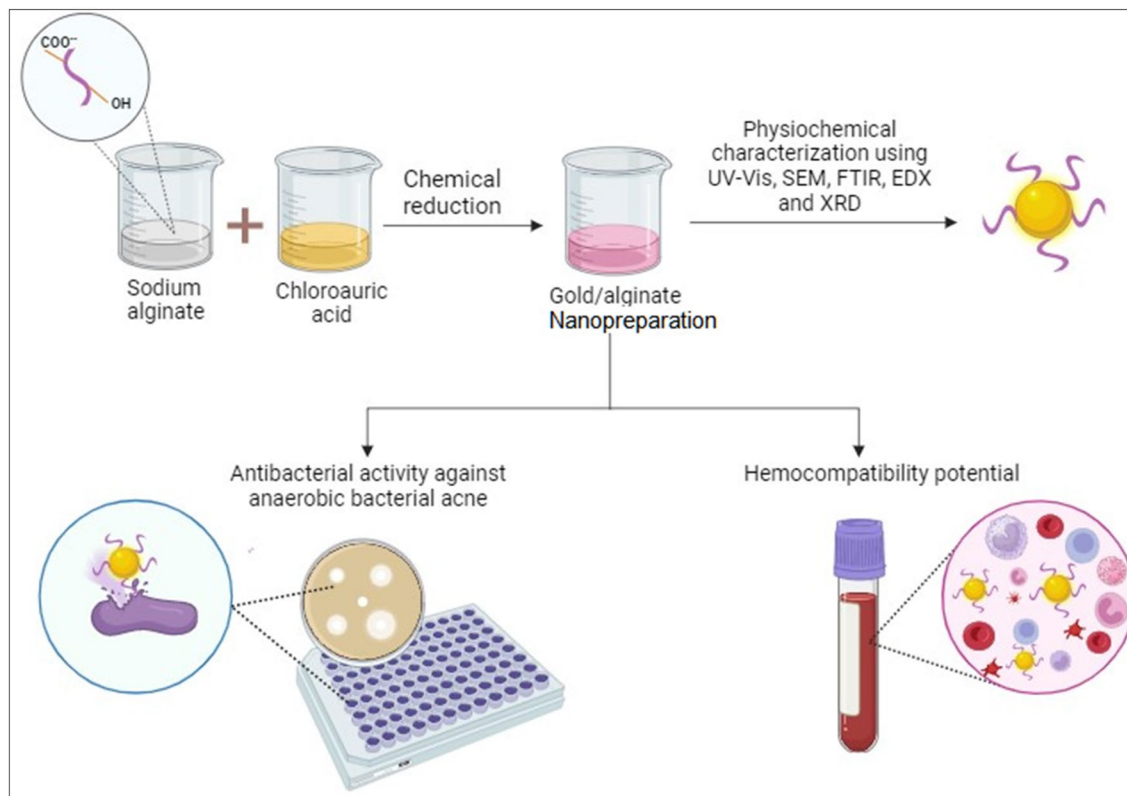 COO--
OH
Sodium
alginate
Chloroauric
acid
Chemical
reduction
Gold/alginate
Nanopreparation
Physiochemical
characterization using
UV-Vis, SEM, FTIR, EDX
and XRD
Antibacterial activity against
anaerobic bacterial acne
Hemocompatibility potential